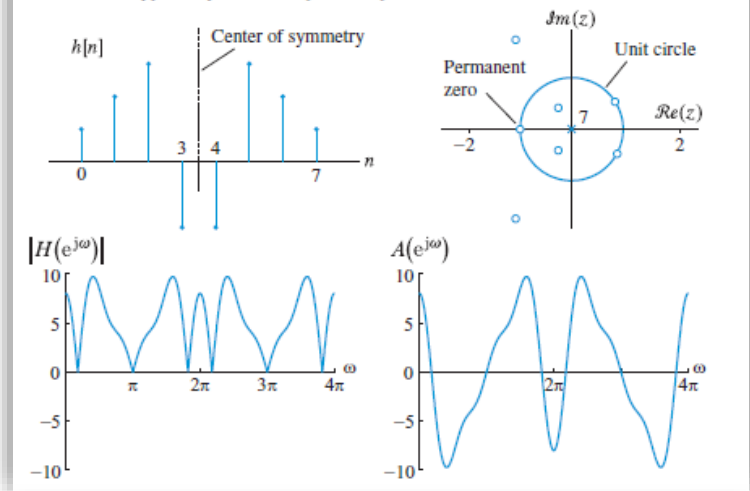 h[n]
Center of symmetry
3
4
0
7
n
Im(z)
Unit circle
Permanent
zero
7
Re(z)
−2
2
|H(e^{jω})|
10
5
0
π
2π
3π
4π
ω
−5
−10
A(e^{jω})
10
5
0
2π
4π
ω
−5
−10